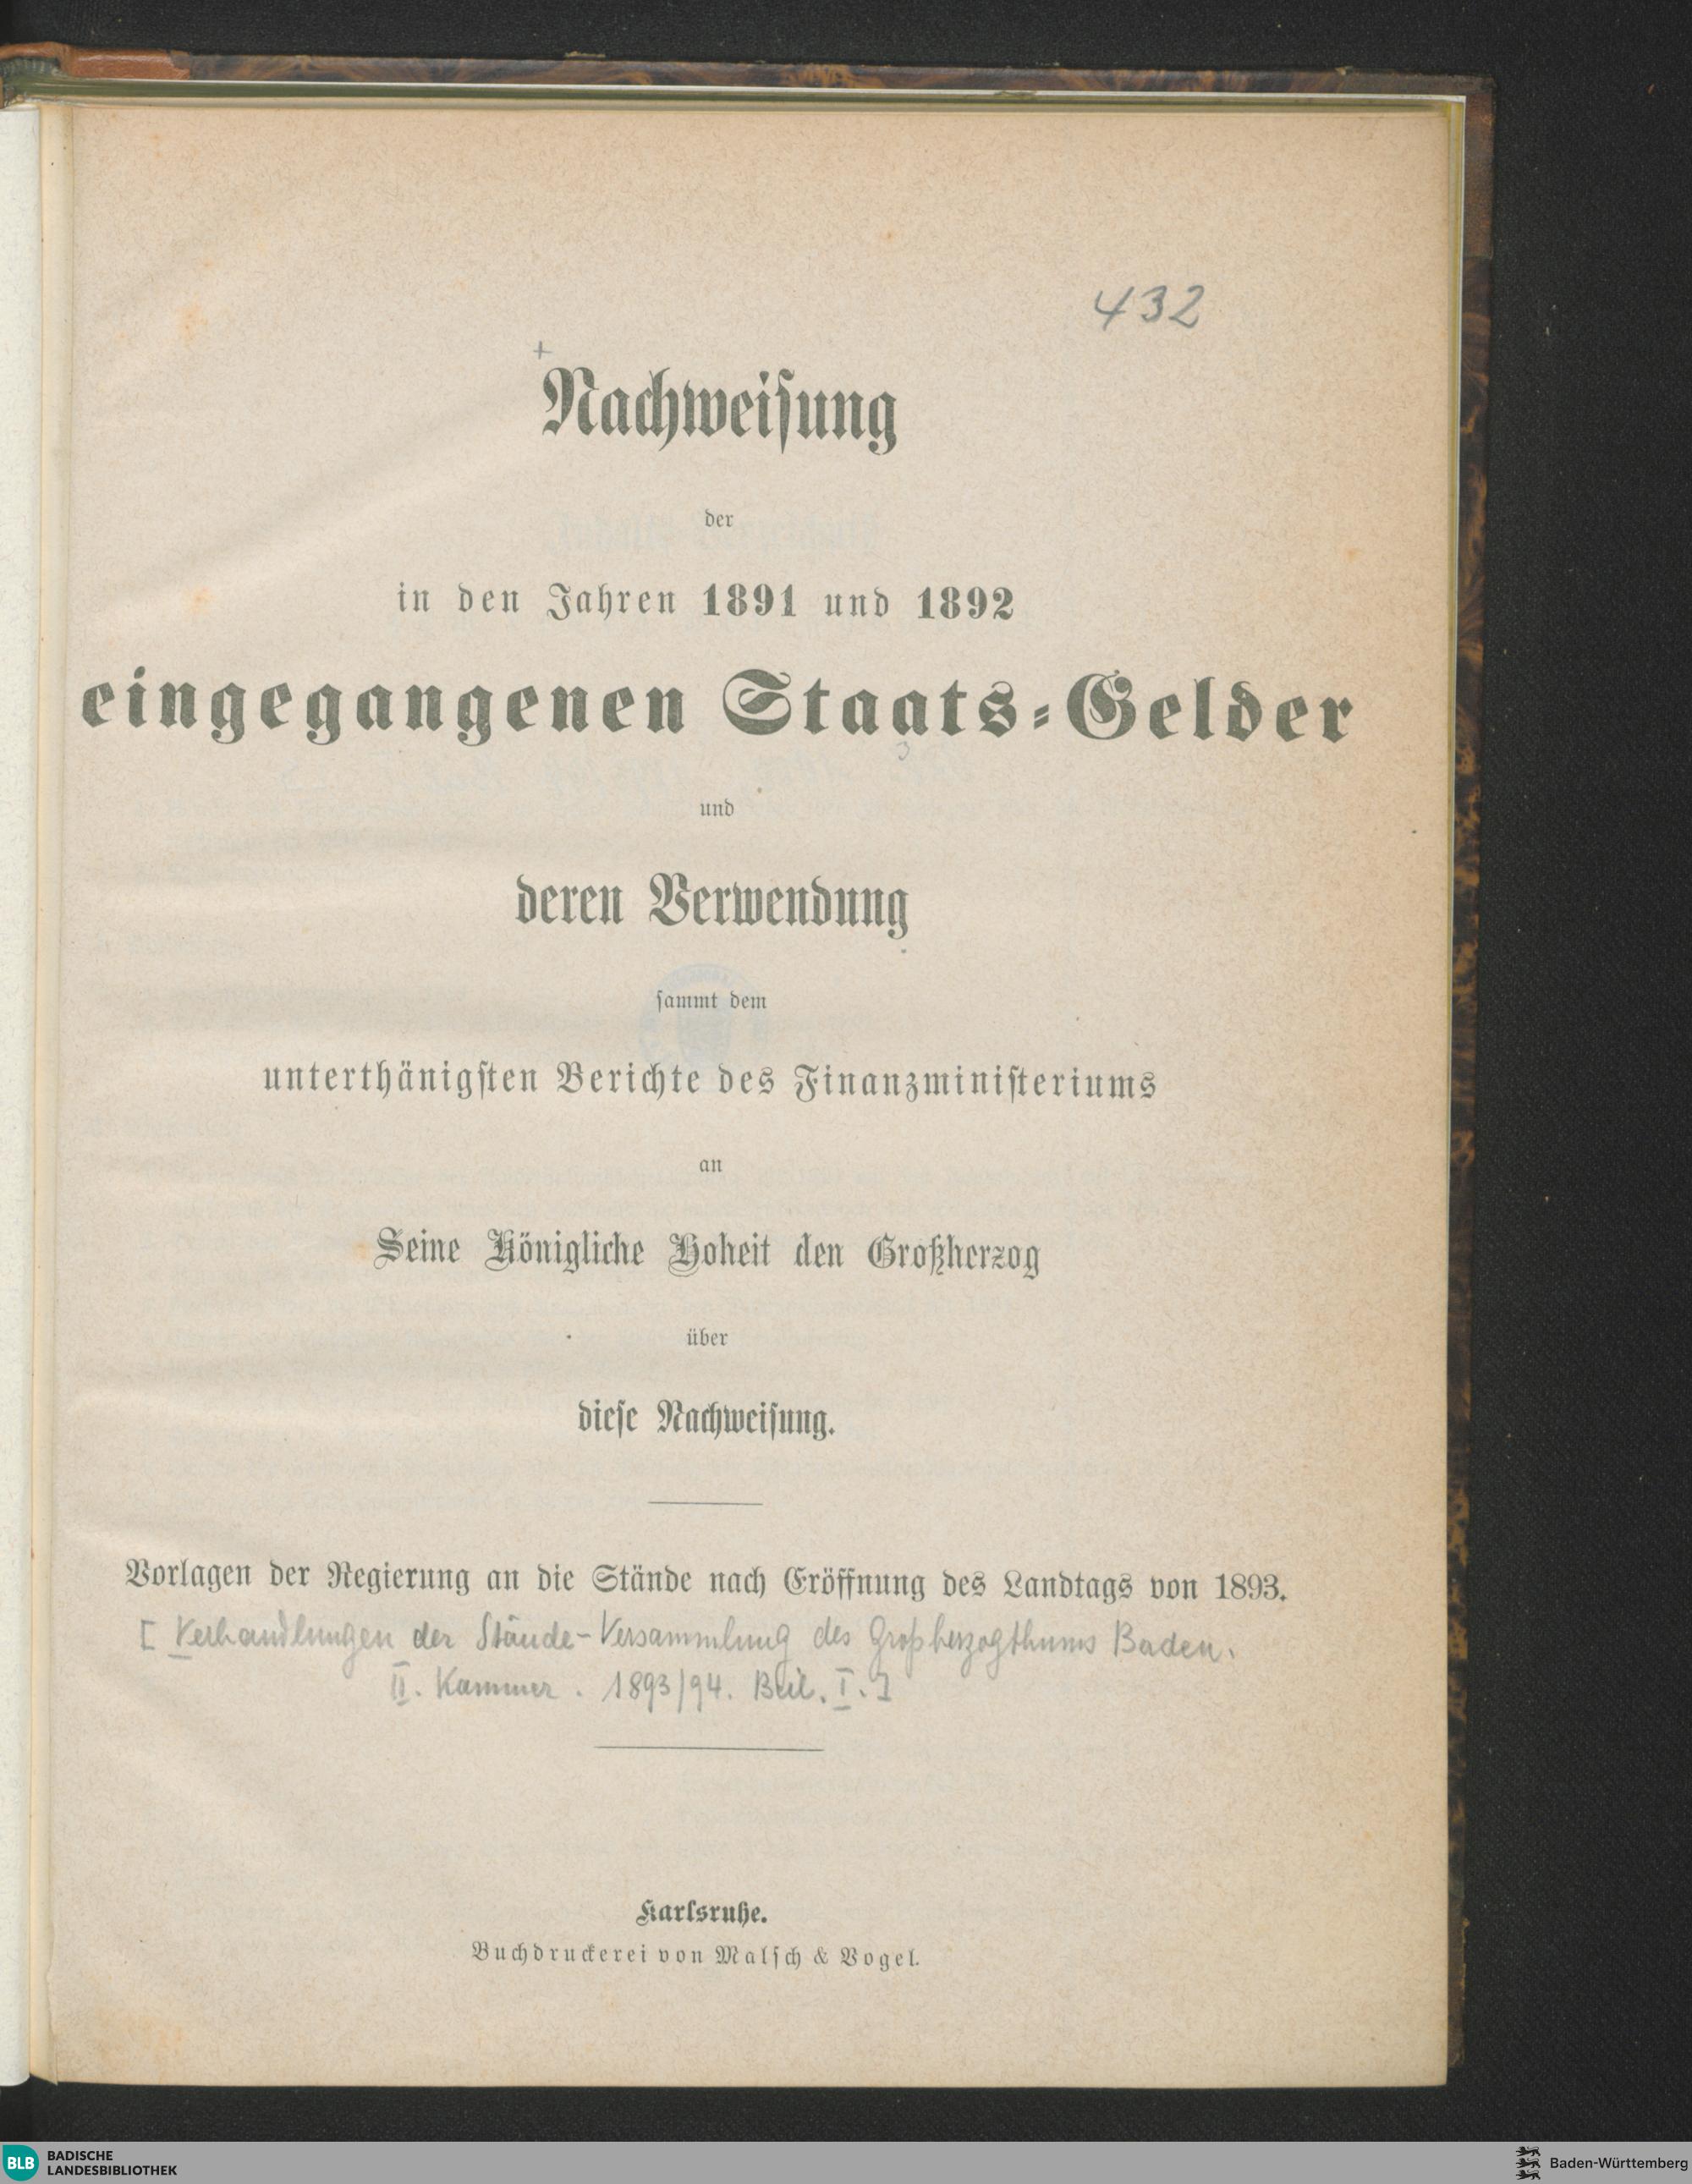 432
+
Nachweisung
der
in den Jahren 1891 und 1892
eingegangenen Staats-Gelder
und
deren Verwendung
sammt dem
unterthänigsten Berichte des Finanzministeriums
an
Seine Königliche Hoheit den Großherzog
über
diese Nachweisung.
Vorlagen der Regierung an die Stände nach Eröffnung des Landtags von 1893.
[ Verhandlungen der Stände-Versammlung des Großherzogthums Baden.
II. Kammer. 1893/94. Beil. I.]
Karlsruhe.
Buchdruckerei von Malsch & Vogel.
BLB BADISCHE
LANDESBIBLIOTHEK
Baden-Württemberg